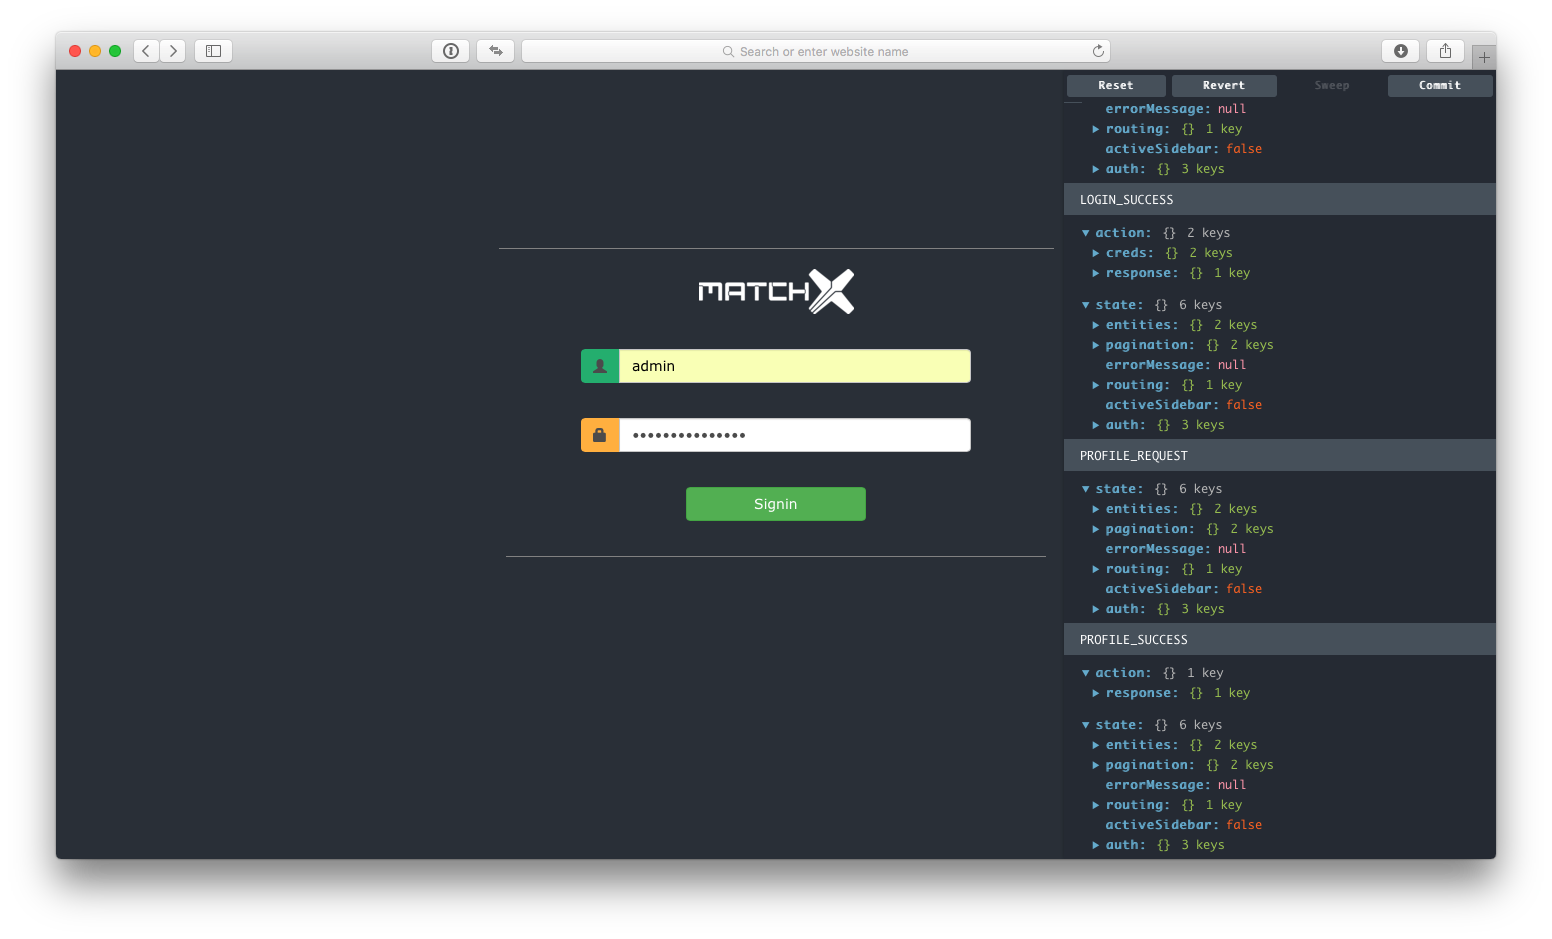 Search or enter website name
Reset Revert Sweep Commit
errorMessage: null
routing: {} 1 key
activeSidebar: false
auth: {} 3 keys
LOGIN_SUCCESS
action: {} 2 keys
creds: {} 2 keys
response: {} 1 key
state: {} 6 keys
entities: {} 2 keys
pagination: {} 2 keys
errorMessage: null
routing: {} 1 key
activeSidebar: false
auth: {} 3 keys
PROFILE_REQUEST
state: {} 6 keys
entities: {} 2 keys
pagination: {} 2 keys
errorMessage: null
routing: {} 1 key
activeSidebar: false
auth: {} 3 keys
PROFILE_SUCCESS
action: {} 1 key
response: {} 1 key
state: {} 6 keys
entities: {} 2 keys
pagination: {} 2 keys
errorMessage: null
routing: {} 1 key
activeSidebar: false
auth: {} 3 keys
MATCHX
admin
•••••••••••••••
Signin